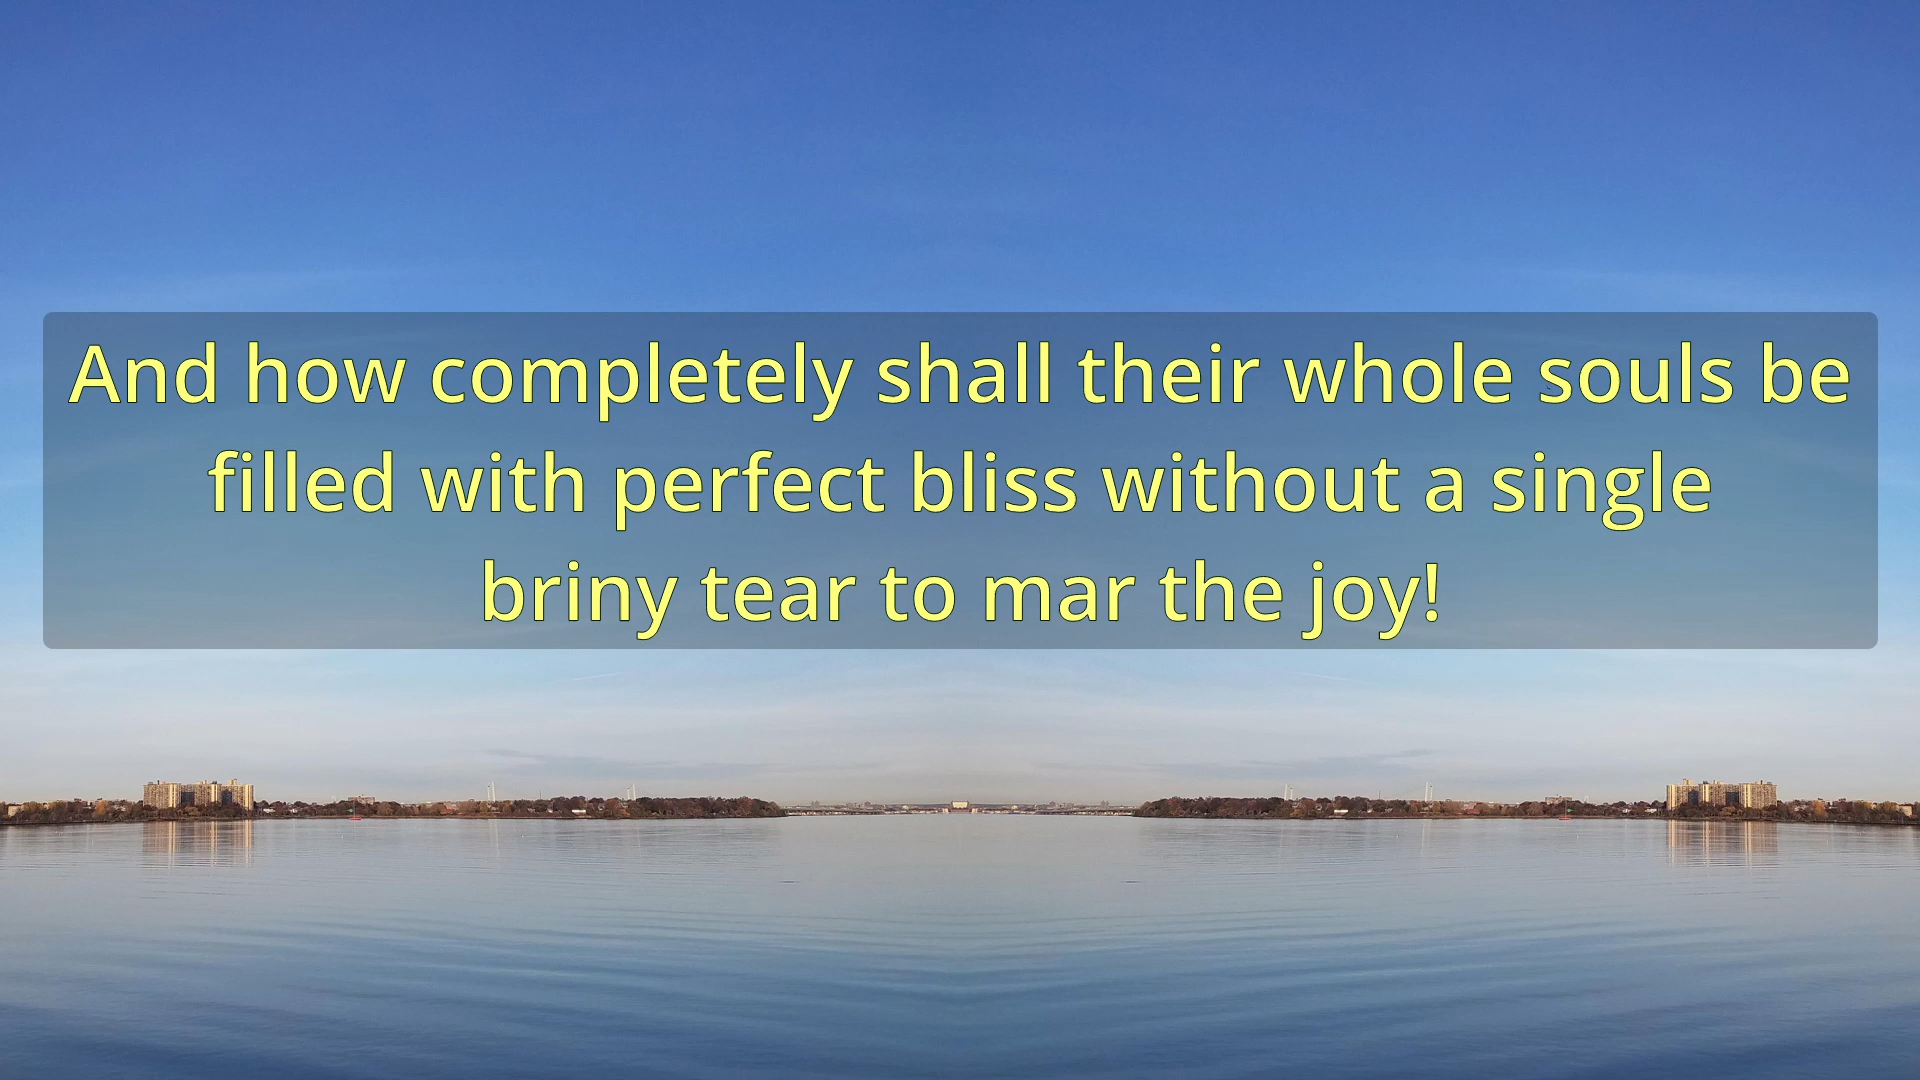 And how completely shall their whole souls be
filled with perfect bliss without a single
briny tear to mar the joy!